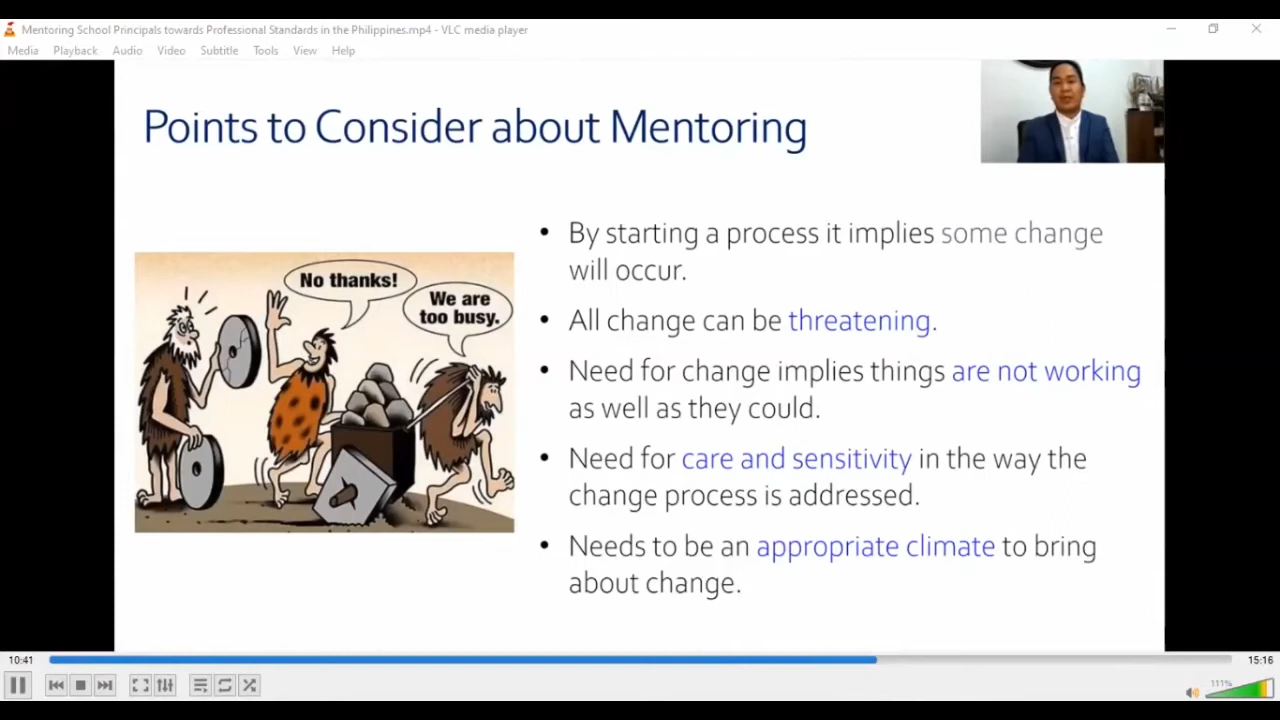 Mentoring School Principals towards Professional Standards in the Philippines.mp4 - VLC media player
Media Playback Audio Video Subtitle Tools View Help
Points to Consider about Mentoring
No thanks!
We are
too busy.
• By starting a process it implies some change
will occur.
• All change can be threatening.
• Need for change implies things are not working
as well as they could.
• Need for care and sensitivity in the way the
change process is addressed.
• Needs to be an appropriate climate to bring
about change.
10:41
15:16
111%